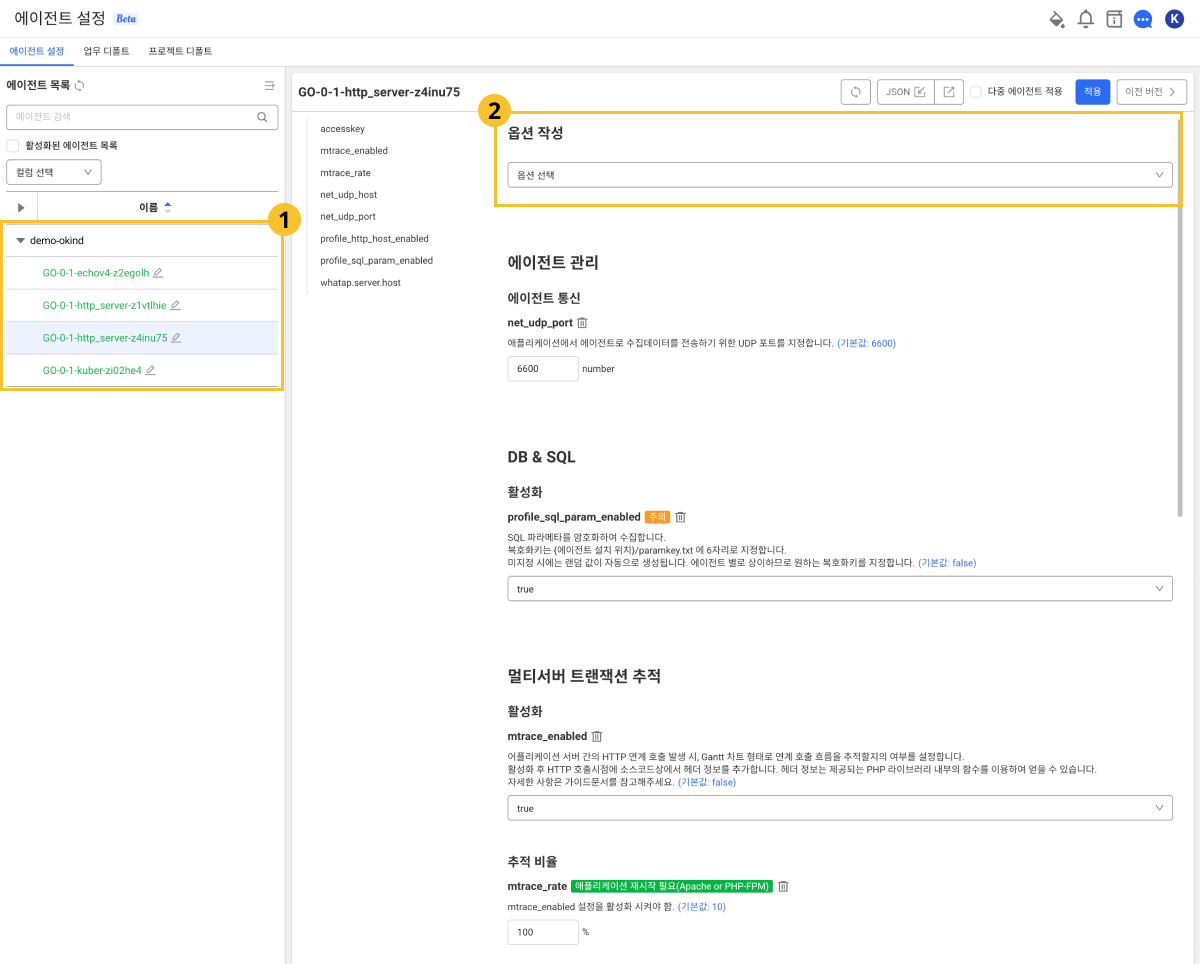 에이전트 설정 Beta
K
에이전트 설정 업무 디폴트 프로젝트 디폴트
에이전트 목록
에이전트 검색
활성화된 에이전트 목록
컬럼 선택
이름
1
demo-okind
GO-0-1-echov4-z2egolh
GO-0-1-http_server-z1vtlhie
GO-0-1-http_server-z4inu75
GO-0-1-kuber-zi02he4
GO-0-1-http_server-z4inu75
JSON
다중 에이전트 적용
적용
이전 버전
accesskey
mtrace_enabled
mtrace_rate
net_udp_host
net_udp_port
profile_http_host_enabled
profile_sql_param_enabled
whatap.server.host
2
옵션 작성
옵션 선택
에이전트 관리
에이전트 통신
net_udp_port
애플리케이션에서 에이전트로 수집데이터를 전송하기 위한 UDP 포트를 지정합니다. (기본값: 6600)
6600 number
DB & SQL
활성화
profile_sql_param_enabled 주의
SQL 파라메타를 암호화하여 수집합니다.
복호화키는 {에이전트 설치 위치}/paramkey.txt 에 6자리로 지정합니다.
미지정 시에는 랜덤 값이 자동으로 생성됩니다. 에이전트 별로 상이하므로 원하는 복호화키를 지정합니다. (기본값: false)
true
멀티서버 트랜잭션 추적
활성화
mtrace_enabled
어플리케이션 서버 간의 HTTP 연계 호출 발생 시, Gantt 차트 형태로 연계 호출 흐름을 추적할지의 여부를 설정합니다.
활성화 후 HTTP 호출시점에 소스코드상에서 헤더 정보를 추가합니다. 헤더 정보는 제공되는 PHP 라이브러리 내부의 함수를 이용하여 얻을 수 있습니다.
자세한 사항은 가이드문서를 참고해주세요. (기본값: false)
true
추적 비율
mtrace_rate 애플리케이션 재시작 필요(Apache or PHP-FPM)
mtrace_enabled 설정을 활성화 시켜야 함. (기본값: 10)
100 %